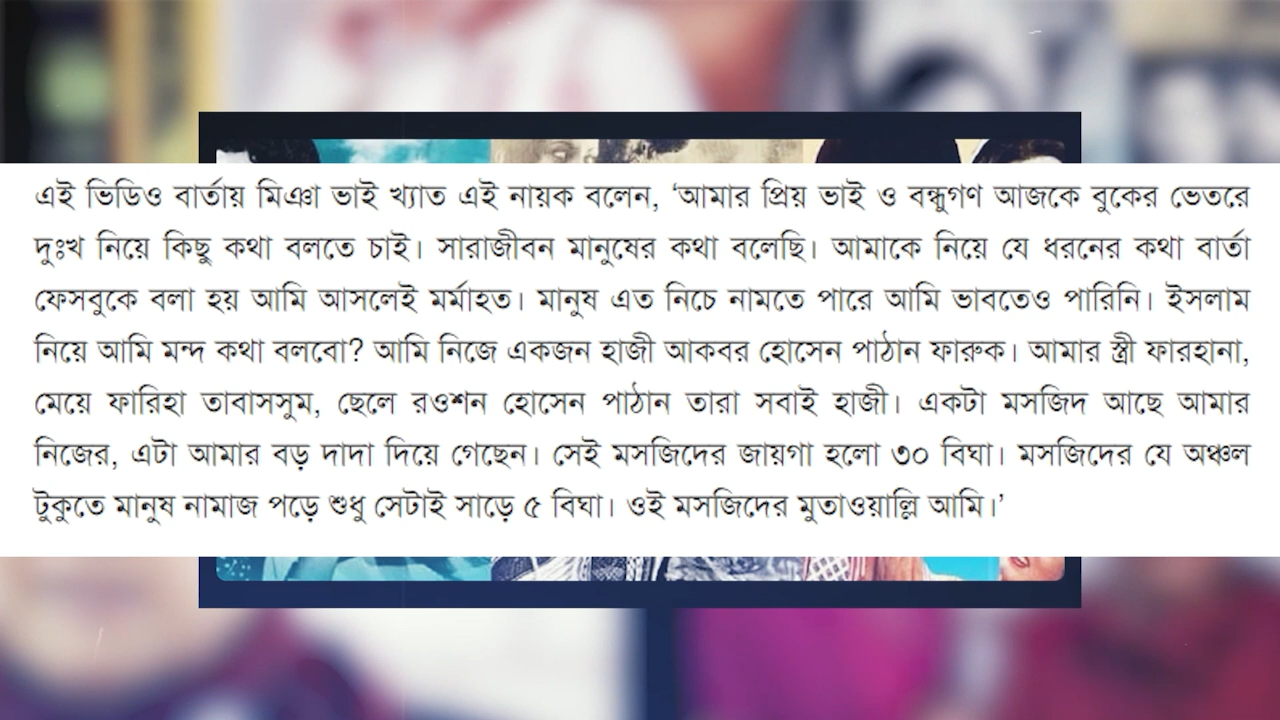 এই ভিডিও বার্তায় মিঞা ভাই খ্যাত এই নায়ক বলেন, ‘আমার প্রিয় ভাই ও বন্ধুগণ আজকে বুকের ভেতরে
দুঃখ নিয়ে কিছু কথা বলতে চাই। সারাজীবন মানুষের কথা বলেছি। আমাকে নিয়ে যে ধরনের কথা বার্তা
ফেসবুকে বলা হয় আমি আসলেই মর্মাহত। মানুষ এত নিচে নামতে পারে আমি ভাবতেও পারিনি। ইসলাম
নিয়ে আমি মন্দ কথা বলবো? আমি নিজে একজন হাজী আকবর হোসেন পাঠান ফারুক। আমার স্ত্রী ফারহানা,
মেয়ে ফারিহা তাবাসসুম, ছেলে রওশন হোসেন পাঠান তারা সবাই হাজী। একটা মসজিদ আছে আমার
নিজের, এটা আমার বড় দাদা দিয়ে গেছেন। সেই মসজিদের জায়গা হলো ৩০ বিঘা। মসজিদের যে অঞ্চল
টুকুতে মানুষ নামাজ পড়ে শুধু সেটাই সাড়ে ৫ বিঘা। ওই মসজিদের মুতাওয়াল্লি আমি।’